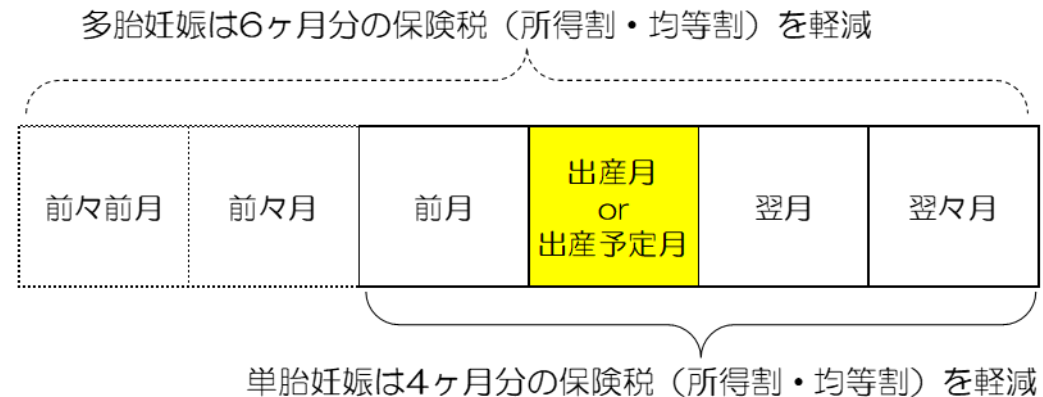 多胎妊娠は6ヶ月分の保険税（所得割・均等割）を軽減
前々前月
前々月
前月
出産月
or
出産予定月
翌月
翌々月
単胎妊娠は4ヶ月分の保険税（所得割・均等割）を軽減